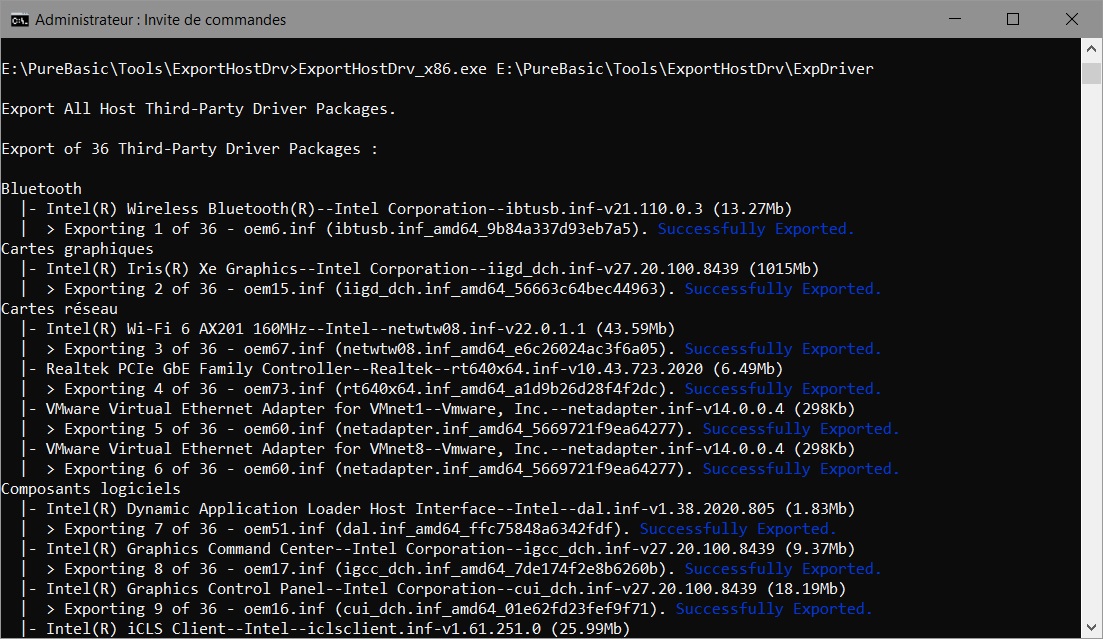 Administrateur : Invite de commandes
E:\PureBasic\Tools\ExportHostDrv>ExportHostDrv_x86.exe E:\PureBasic\Tools\ExportHostDrv\ExpDriver
Export All Host Third-Party Driver Packages.
Export of 36 Third-Party Driver Packages :
Bluetooth
|- Intel(R) Wireless Bluetooth(R)--Intel Corporation--ibtusb.inf-v21.110.0.3 (13.27Mb)
| > Exporting 1 of 36 - oem6.inf (ibtusb.inf_amd64_9b84a337d93eb7a5). Successfully Exported.
Cartes graphiques
|- Intel(R) Iris(R) Xe Graphics--Intel Corporation--iigd_dch.inf-v27.20.100.8439 (1015Mb)
| > Exporting 2 of 36 - oem15.inf (iigd_dch.inf_amd64_56663c64bec44963). Successfully Exported.
Cartes réseau
|- Intel(R) Wi-Fi 6 AX201 160MHz--Intel--netwtw08.inf-v22.0.1.1 (43.59Mb)
| > Exporting 3 of 36 - oem67.inf (netwtw08.inf_amd64_e6c26024ac3f6a05). Successfully Exported.
|- Realtek PCIe GbE Family Controller--Realtek--rt640x64.inf-v10.43.723.2020 (6.49Mb)
| > Exporting 4 of 36 - oem73.inf (rt640x64.inf_amd64_a1d9b26d28f4f2dc). Successfully Exported.
|- VMware Virtual Ethernet Adapter for VMnet1--Vmware, Inc.--netadapter.inf-v14.0.0.4 (298Kb)
| > Exporting 5 of 36 - oem60.inf (netadapter.inf_amd64_5669721f9ea64277). Successfully Exported.
|- VMware Virtual Ethernet Adapter for VMnet8--Vmware, Inc.--netadapter.inf-v14.0.0.4 (298Kb)
| > Exporting 6 of 36 - oem60.inf (netadapter.inf_amd64_5669721f9ea64277). Successfully Exported.
Composants logiciels
|- Intel(R) Dynamic Application Loader Host Interface--Intel--dal.inf-v1.38.2020.805 (1.83Mb)
| > Exporting 7 of 36 - oem51.inf (dal.inf_amd64_ffc75848a6342fdf). Successfully Exported.
|- Intel(R) Graphics Command Center--Intel Corporation--igcc_dch.inf-v27.20.100.8439 (9.37Mb)
| > Exporting 8 of 36 - oem17.inf (igcc_dch.inf_amd64_7de174f2e8b6260b). Successfully Exported.
|- Intel(R) Graphics Control Panel--Intel Corporation--cui_dch.inf-v27.20.100.8439 (18.19Mb)
| > Exporting 9 of 36 - oem16.inf (cui_dch.inf_amd64_01e62fd23fef9f71). Successfully Exported.
|- Intel(R) iCLS Client--Intel--iclsclient.inf-v1.61.251.0 (25.99Mb)